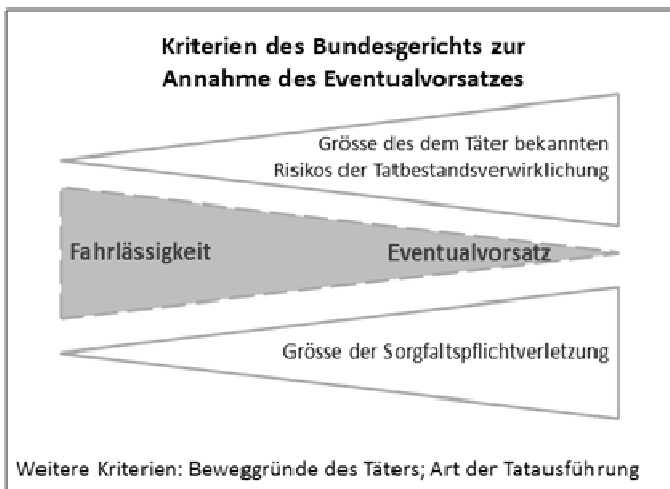 Kriterien des Bundesgerichts zur
Annahme des Eventualvorsatzes
Grösse des dem Täter bekannten
Risikos der Tatbestandsverwirklichung
Fahrlässigkeit Eventualvorsatz
Grösse der Sorgfaltspflichtverletzung
Weitere Kriterien: Beweggründe des Täters; Art der Tatausführung